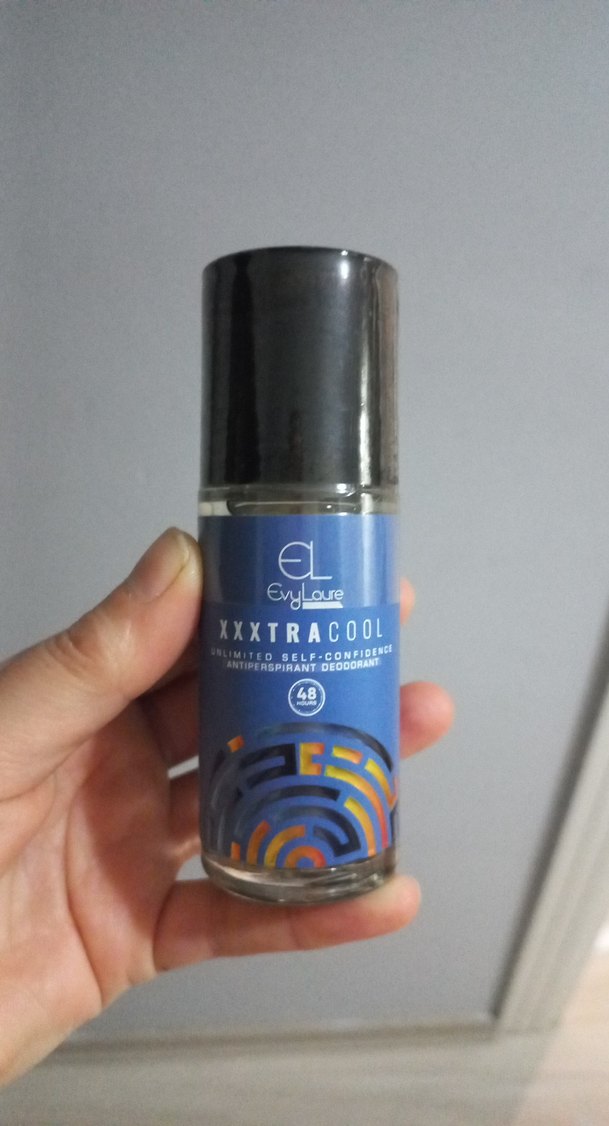 EL
EvyLaure
XXXTRACOOL
UNLIMITED SELF-CONFIDENCE
ANTIPERSPIRANT DEODORANT
48
HOURS